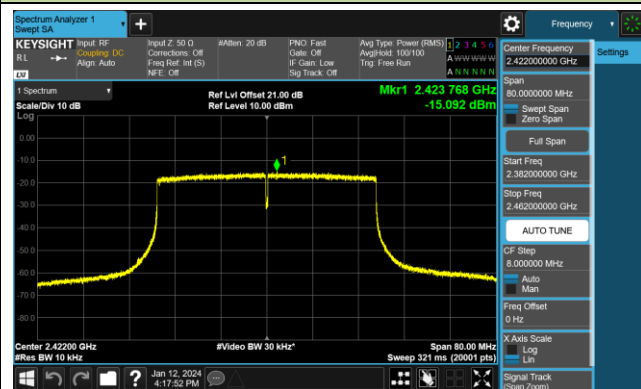 Spectrum Analyzer 1
Swept SA
Frequency
KEYSIGHT
RL
LXI
Input: RF
Coupling: DC
Align: Auto
Input Z: 50 Ω
Corrections: Off
Freq Ref: Int (S)
NFE: Off
#Atten: 20 dB
PNO: Fast
Gate: Off
IF Gain: Low
Sig Track: Off
Avg Type: Power (RMS)
Avg|Hold: 100/100
Trig: Free Run
1 2 3 4 5 6
A W W W W W
A N N N N N
1 Spectrum
Scale/Div 10 dB
Log
Ref Lvl Offset 21.00 dB
Ref Level 10.00 dBm
Mkr1 2.423 768 GHz
-15.092 dBm
0.00
-10.0
-20.0
-30.0
-40.0
-50.0
-60.0
-70.0
-80.0
1
Center 2.42200 GHz
#Res BW 10 kHz
#Video BW 30 kHz*
Span 80.00 MHz
Sweep 321 ms (20001 pts)
Jan 12, 2024
4:17:52 PM
Center Frequency
2.422000000 GHz
Span
80.0000000 MHz
Swept Span
Zero Span
Full Span
Start Freq
2.382000000 GHz
Stop Freq
2.462000000 GHz
AUTO TUNE
CF Step
8.000000 MHz
Auto
Man
Freq Offset
0 Hz
X Axis Scale
Log
Lin
Signal Track
(Span Zoom)
Settings